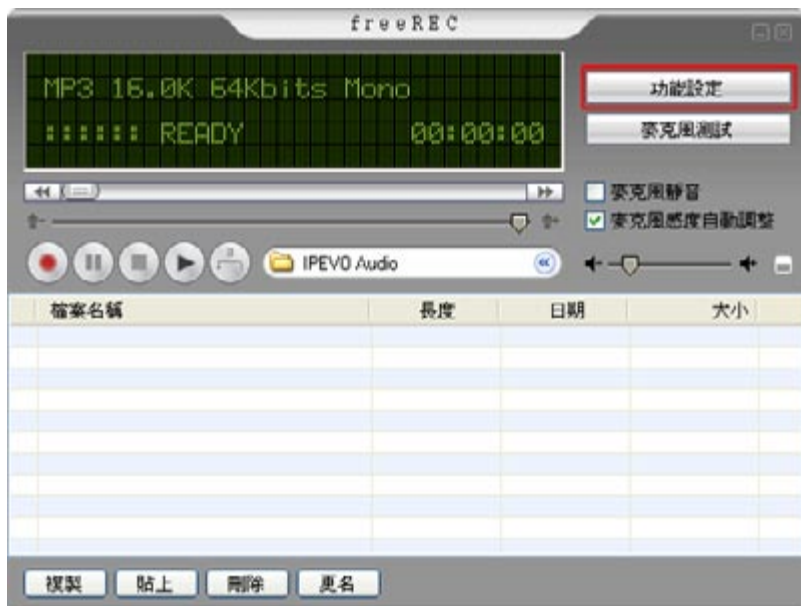 freeREC
MP3 16.0K 64Kbits Mono
:::::: READY 00:00:00
功能設定
麥克風測試
麥克風靜音
麥克風感度自動調整
IPEVO Audio
檔案名稱 長度 日期 大小
複製 貼上 刪除 更名